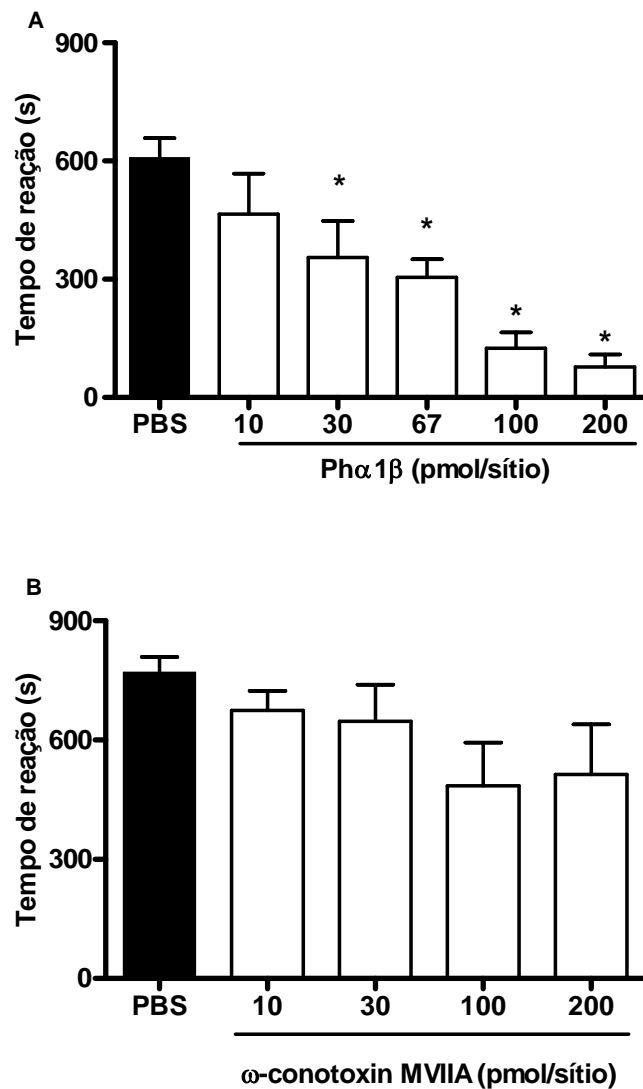 A
Tempo de reação (s)
900
600
300
0
*
*
*
*
PBS 10 30 67 100 200
Phα1β (pmol/sítio)
B
Tempo de reação (s)
900
600
300
0
PBS 10 30 100 200
ω-conotoxin MVIIA (pmol/sítio)